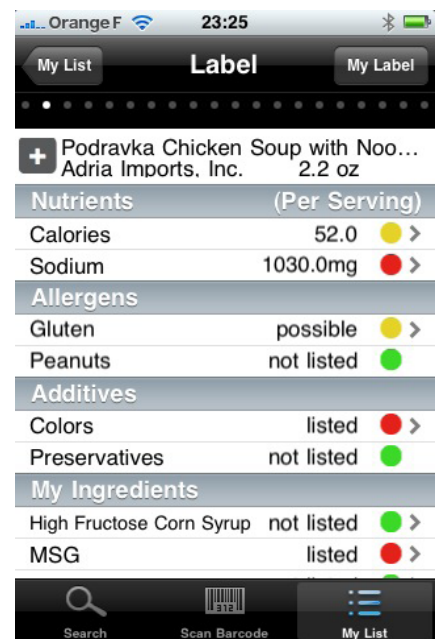 Orange F 23:25
My List Label My Label
Podravka Chicken Soup with Noo...
Adria Imports, Inc. 2.2 oz
Nutrients (Per Serving)
Calories 52.0
Sodium 1030.0mg
Allergens
Gluten possible
Peanuts not listed
Additives
Colors listed
Preservatives not listed
My Ingredients
High Fructose Corn Syrup not listed
MSG listed
312
Search Scan Barcode My List